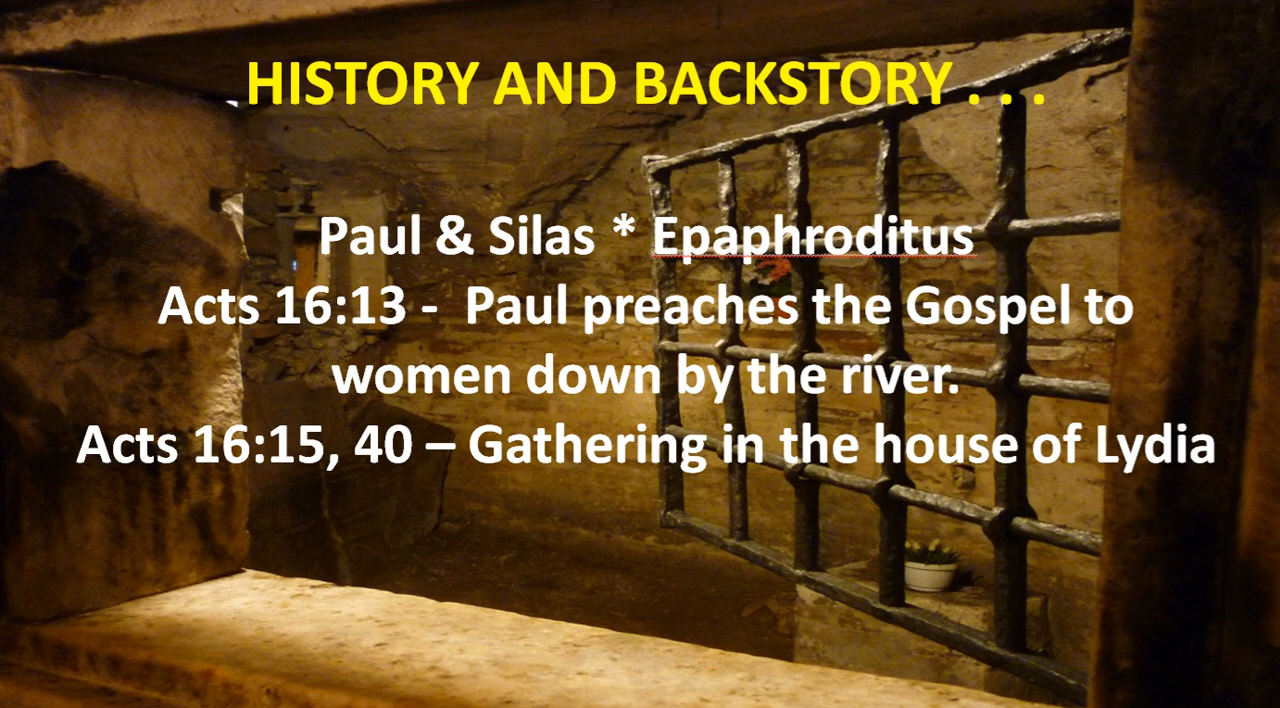 HISTORY AND BACKSTORY . . .
Paul & Silas * Epaphroditus
Acts 16:13 -  Paul preaches the Gospel to
women down by the river.
Acts 16:15, 40 – Gathering in the house of Lydia